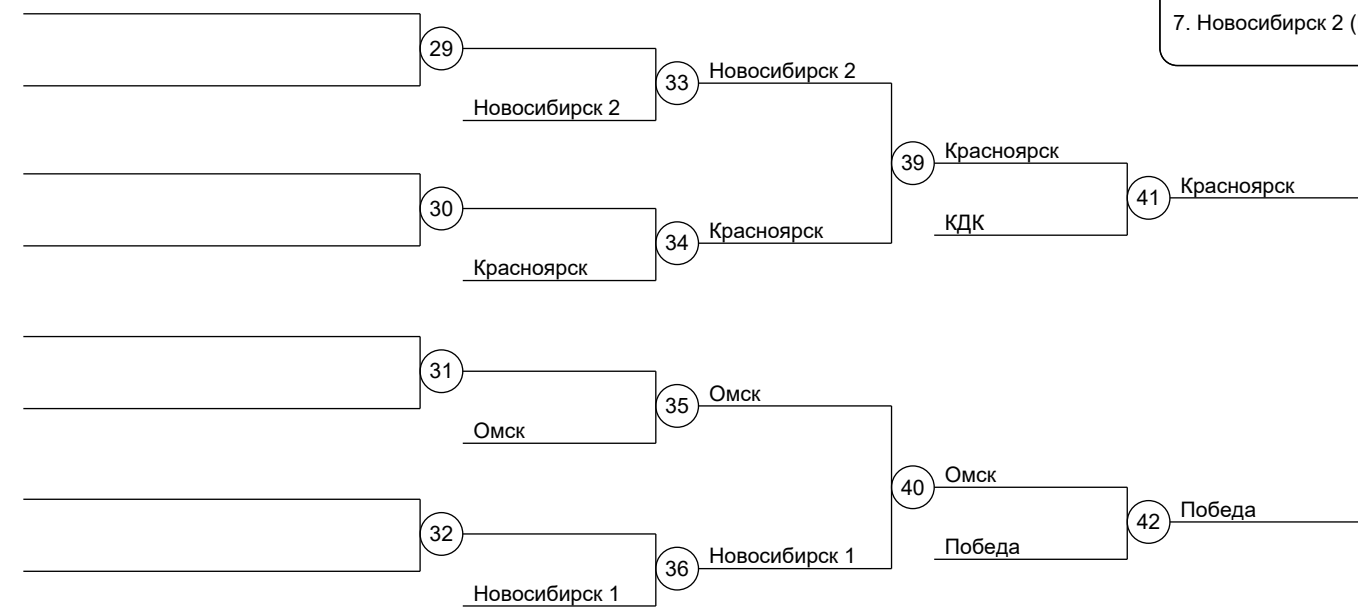 7. Новосибирск 2 (
29
33
Новосибирск 2
Новосибирск 2
39
Красноярск
30
41
Красноярск
34
Красноярск
КДК
Красноярск
31
35
Омск
Омск
40
Омск
32
42
Победа
36
Новосибирск 1
Победа
Новосибирск 1